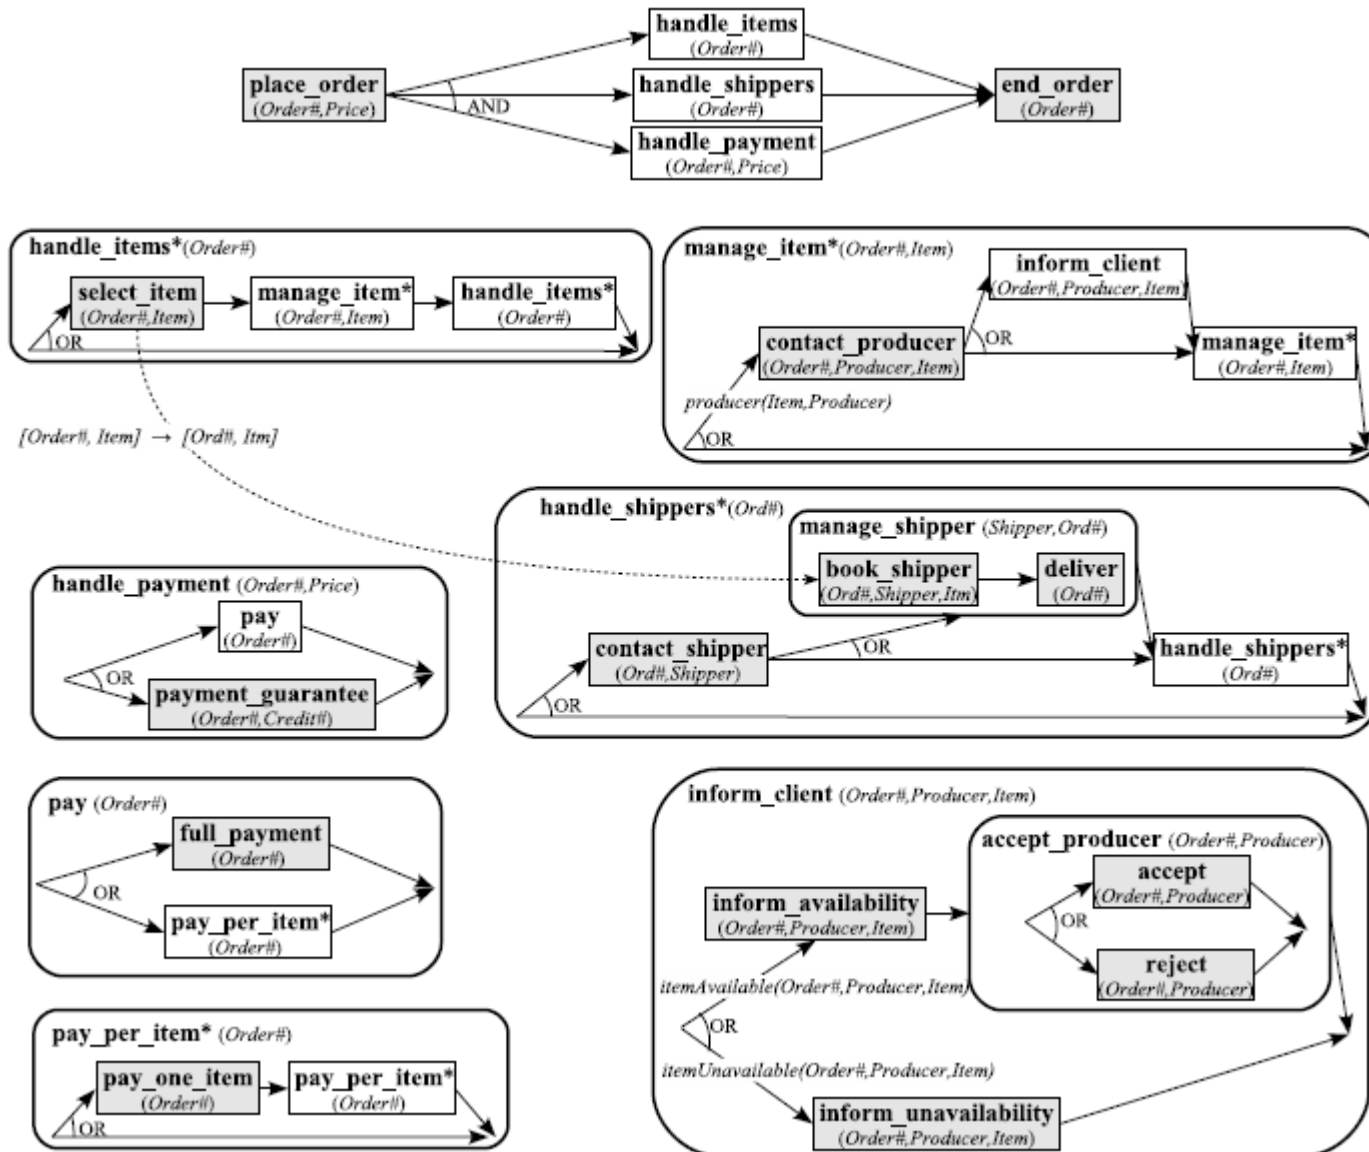 handle_items
(Order#)
place_order
(Order#,Price)
AND
handle_shippers
(Order#)
end_order
(Order#)
handle_payment
(Order#,Price)
handle_items*(Order#)
select_item
(Order#,Item)
manage_item*
(Order#,Item)
handle_items*
(Order#)
OR
[Order#, Item] → [Ord#, Itm]
manage_item*(Order#,Item)
inform_client
(Order#,Producer,Item)
OR
contact_producer
(Order#,Producer,Item)
manage_item*
(Order#,Item)
producer(Item,Producer)
OR
handle_shippers*(Ord#)
manage_shipper (Shipper,Ord#)
book_shipper
(Ord#,Shipper,Itm)
deliver
(Ord#)
OR
contact_shipper
(Ord#,Shipper)
handle_shippers*
(Ord#)
OR
handle_payment (Order#,Price)
pay
(Order#)
OR
payment_guarantee
(Order#,Credit#)
pay (Order#)
full_payment
(Order#)
OR
pay_per_item*
(Order#)
pay_per_item* (Order#)
pay_one_item
(Order#)
pay_per_item*
(Order#)
OR
inform_client (Order#,Producer,Item)
accept_producer (Order#,Producer)
accept
(Order#,Producer)
OR
reject
(Order#,Producer)
inform_availability
(Order#,Producer,Item)
itemAvailable(Order#,Producer,Item)
OR
itemUnavailable(Order#,Producer,Item)
inform_unavailability
(Order#,Producer,Item)